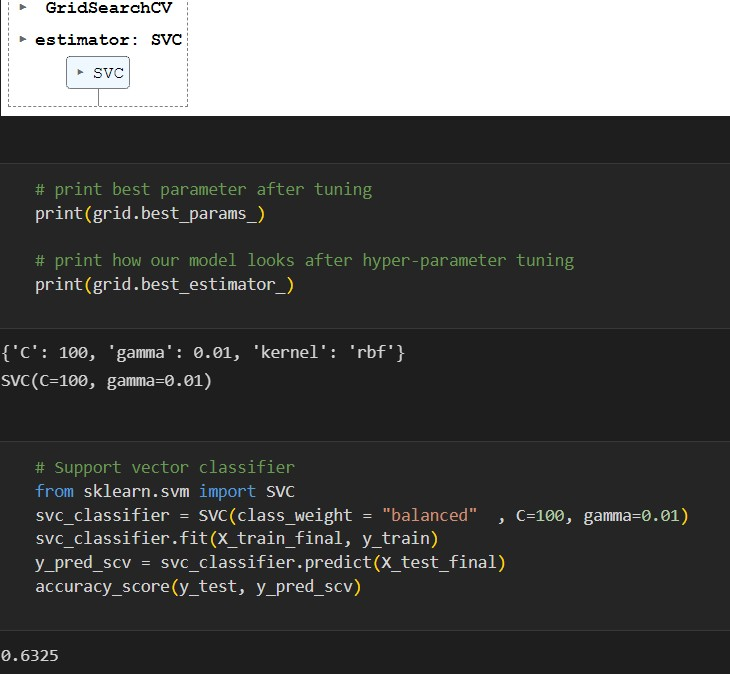 GridSearchCV
estimator: SVC
SVC
# print best parameter after tuning
print(grid.best_params_)
# print how our model looks after hyper-parameter tuning
print(grid.best_estimator_)
{'C': 100, 'gamma': 0.01, 'kernel': 'rbf'}
SVC(C=100, gamma=0.01)
# Support vector classifier
from sklearn.svm import SVC
svc_classifier = SVC(class_weight = "balanced"  , C=100, gamma=0.01)
svc_classifier.fit(X_train_final, y_train)
y_pred_scv = svc_classifier.predict(X_test_final)
accuracy_score(y_test, y_pred_scv)
0.6325